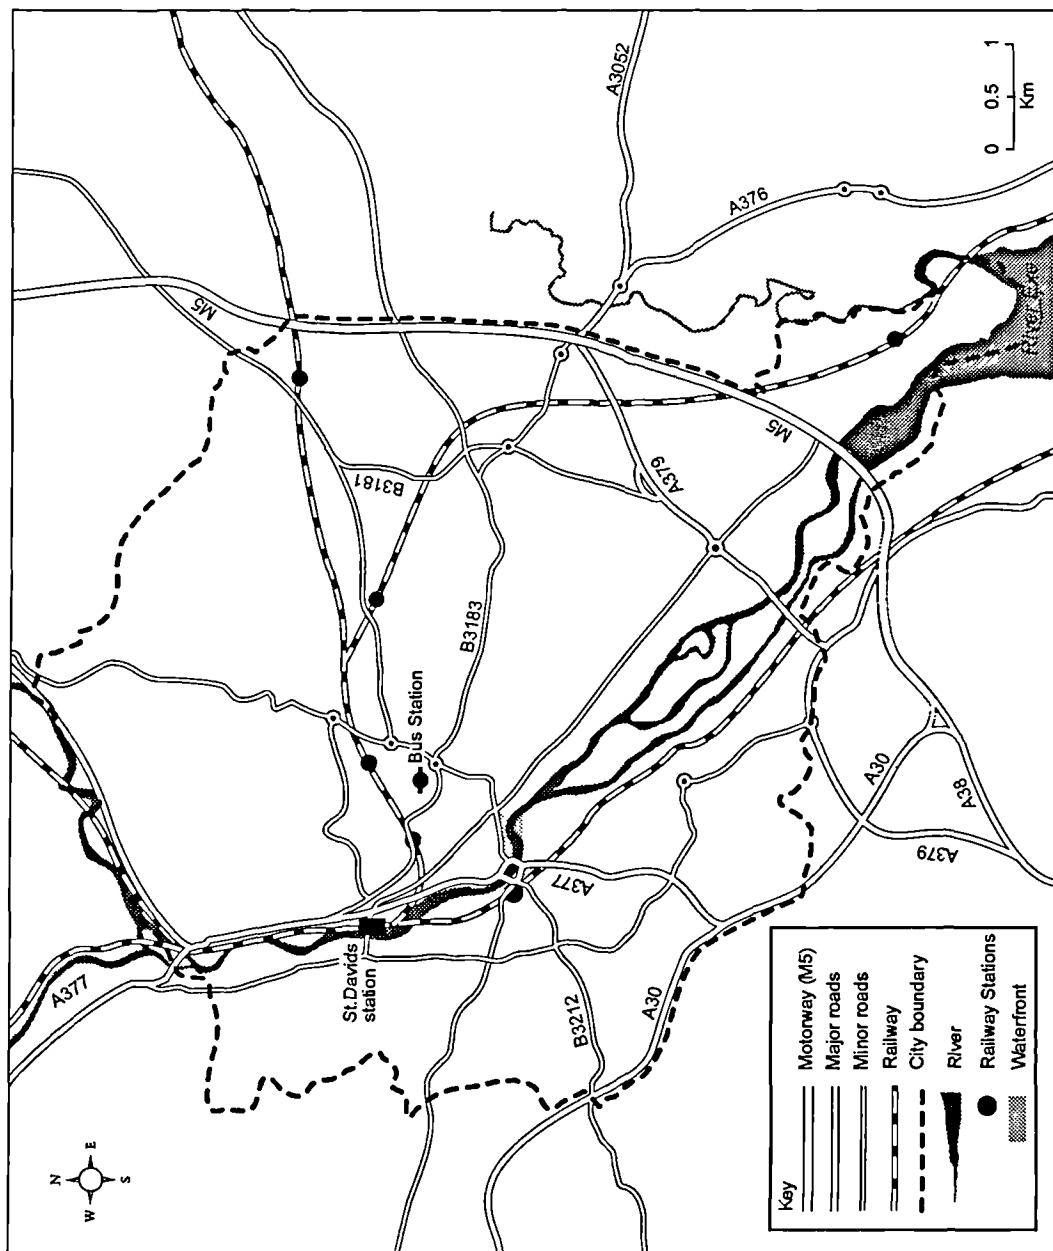 N
W E
S
A377
St.Davids
station
Bus Station
B3183
B3181
M5
M5
A3052
A376
A379
A377
B3212
A30
A30
A38
A379
River Exe
0 0.5 1
Km
Key
Motorway (M5)
Major roads
Minor roads
Railway
City boundary
River
Railway Stations
Waterfront